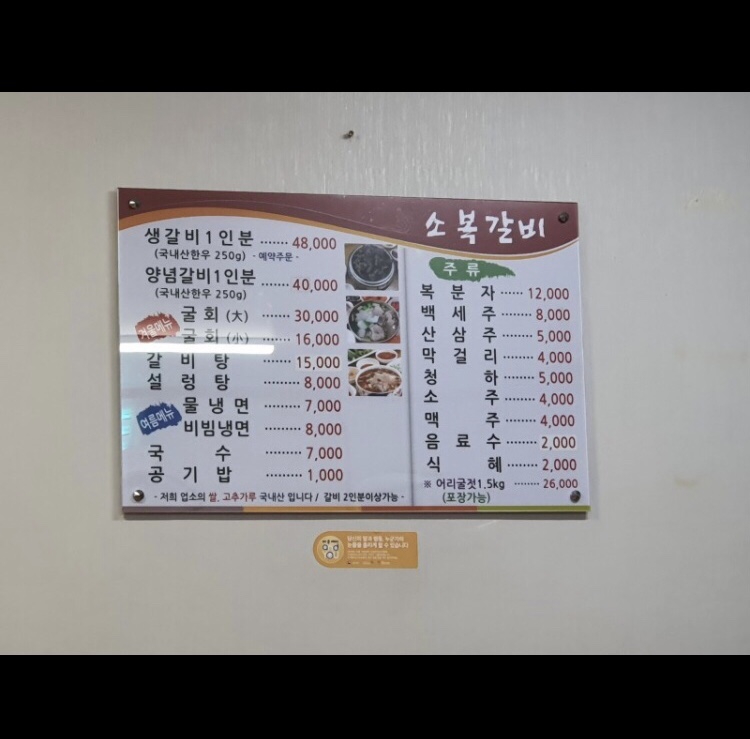 소복갈비
생갈비1인분 ······· 48,000
(국내산한우 250g) - 예약주문 -
양념갈비1인분 ········ 40,000
(국내산한우 250g)
겨울메뉴
굴회(大) ········· 30,000
굴회(小) ········· 16,000
갈비탕 ········· 15,000
설렁탕 ········· 8,000
여름메뉴
물냉면 ········· 7,000
비빔냉면 ········ 8,000
국수 ········· 7,000
공기밥 ········· 1,000
- 저희 업소의 쌀, 고추가루 국내산 입니다 / 갈비 2인분이상가능 -
주류
복분자 ······ 12,000
백세주 ······· 8,000
산삼주 ······· 5,000
막걸리 ······· 4,000
청하 ······· 5,000
소주 ······· 4,000
맥주 ······· 4,000
음료수 ······· 2,000
식혜 ········ 2,000
※ 어리굴젓1.5kg ········ 26,000
(포장가능)